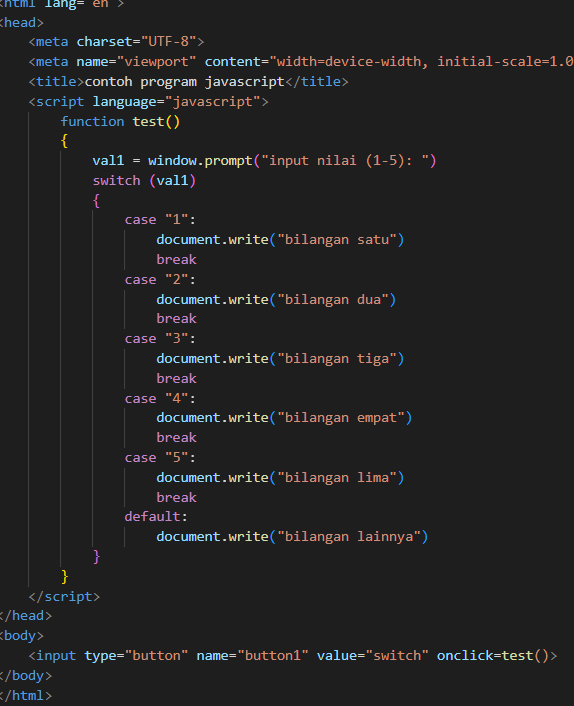 <html lang="en">
<head>
    <meta charset="UTF-8">
    <meta name="viewport" content="width=device-width, initial-scale=1.0
    <title>contoh program javascript</title>
    <script language="javascript">
        function test()
        {
            val1 = window.prompt("input nilai (1-5): ")
            switch (val1)
            {
                case "1":
                    document.write("bilangan satu")
                    break
                case "2":
                    document.write("bilangan dua")
                    break
                case "3":
                    document.write("bilangan tiga")
                    break
                case "4":
                    document.write("bilangan empat")
                    break
                case "5":
                    document.write("bilangan lima")
                    break
                default:
                    document.write("bilangan lainnya")
            }
        }
    </script>
</head>
<body>
    <input type="button" name="button1" value="switch" onclick=test()>
</body>
</html>